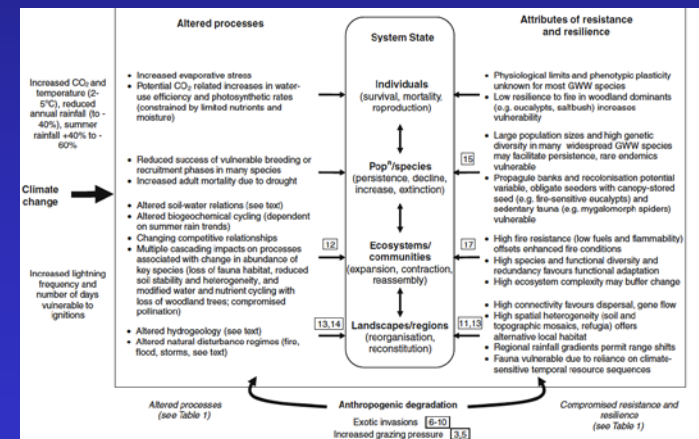 Altered processes
Attributes of resistance
and resilience
System State
Increased CO₂ and
temperature (2-
5°C), reduced
annual rainfall (to -
40%), summer
rainfall +40% to -
60%)
Climate
change
Increased lightning
frequency and
number of days
vulnerable to
ignitions
• Increased evaporative stress
• Potential CO₂ related increases in water-
use efficiency and photosynthetic rates
(constrained by limited nutrients and
moisture)
• Reduced success of vulnerable breeding or
recruitment phases in many species
• Increased adult mortality due to drought
• Altered soil-water relations (see text)
• Altered biogeochemical cycling (dependent
on summer rain trends)
• Changing competitive relationships
• Multiple cascading impacts on processes
associated with change in abundance of
key species (loss of fauna habitat, reduced
soil stability and heterogeneity, and
modified water and nutrient cycling with
loss of woodland trees; compromised
pollination)
• Altered hydrogeology (see text)
• Altered natural disturbance regimes (fire,
flood, storms, see text)
12
13,14
Individuals
(survival, mortality,
reproduction)
Popⁿ/species
(persistence, decline,
increase, extinction)
Ecosystems/
communities
(expansion, contraction,
reassembly)
Landscapes/regions
(reorganisation,
reconstitution)
15
17
11,13
• Physiological limits and phenotypic plasticity
unknown for most GWW species
• Low resilience to fire in woodland dominants
(e.g. eucalypts, saltbush) increases
vulnerability
• Large population sizes and high genetic
diversity in many widespread GWW species
may facilitate persistence, rare endemics
vulnerable
• Propagule banks and recolonisation potential
variable, obligate seeders with canopy-stored
seed (e.g. fire-sensitive eucalypts) and
sedentary fauna (e.g. mygalomorph spiders)
vulnerable
• High fire resistance (low fuels and flammability)
offsets enhanced fire conditions
• High species and functional diversity and
redundancy favours functional adaptation
• High ecosystem complexity may buffer change
• High connectivity favours dispersal, gene flow
• High spatial heterogeneity (soil and
topographic mosaics, refugia) offers
alternative local habitat
• Regional rainfall gradients permit range shifts
• Fauna vulnerable due to reliance on climate-
sensitive temporal resource sequences
Altered processes
(see Table 1)
Anthropogenic degradation
Exotic invasions 6-10
Increased grazing pressure 3,5
Compromised resistance and
resilience
(see Table 1)